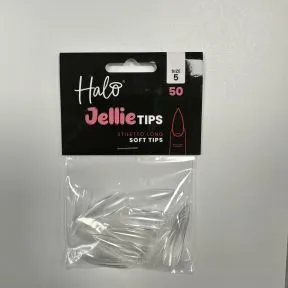 Halo
Jellie TIPS
STILETTO LONG
SOFT TIPS
SIZE
5
50